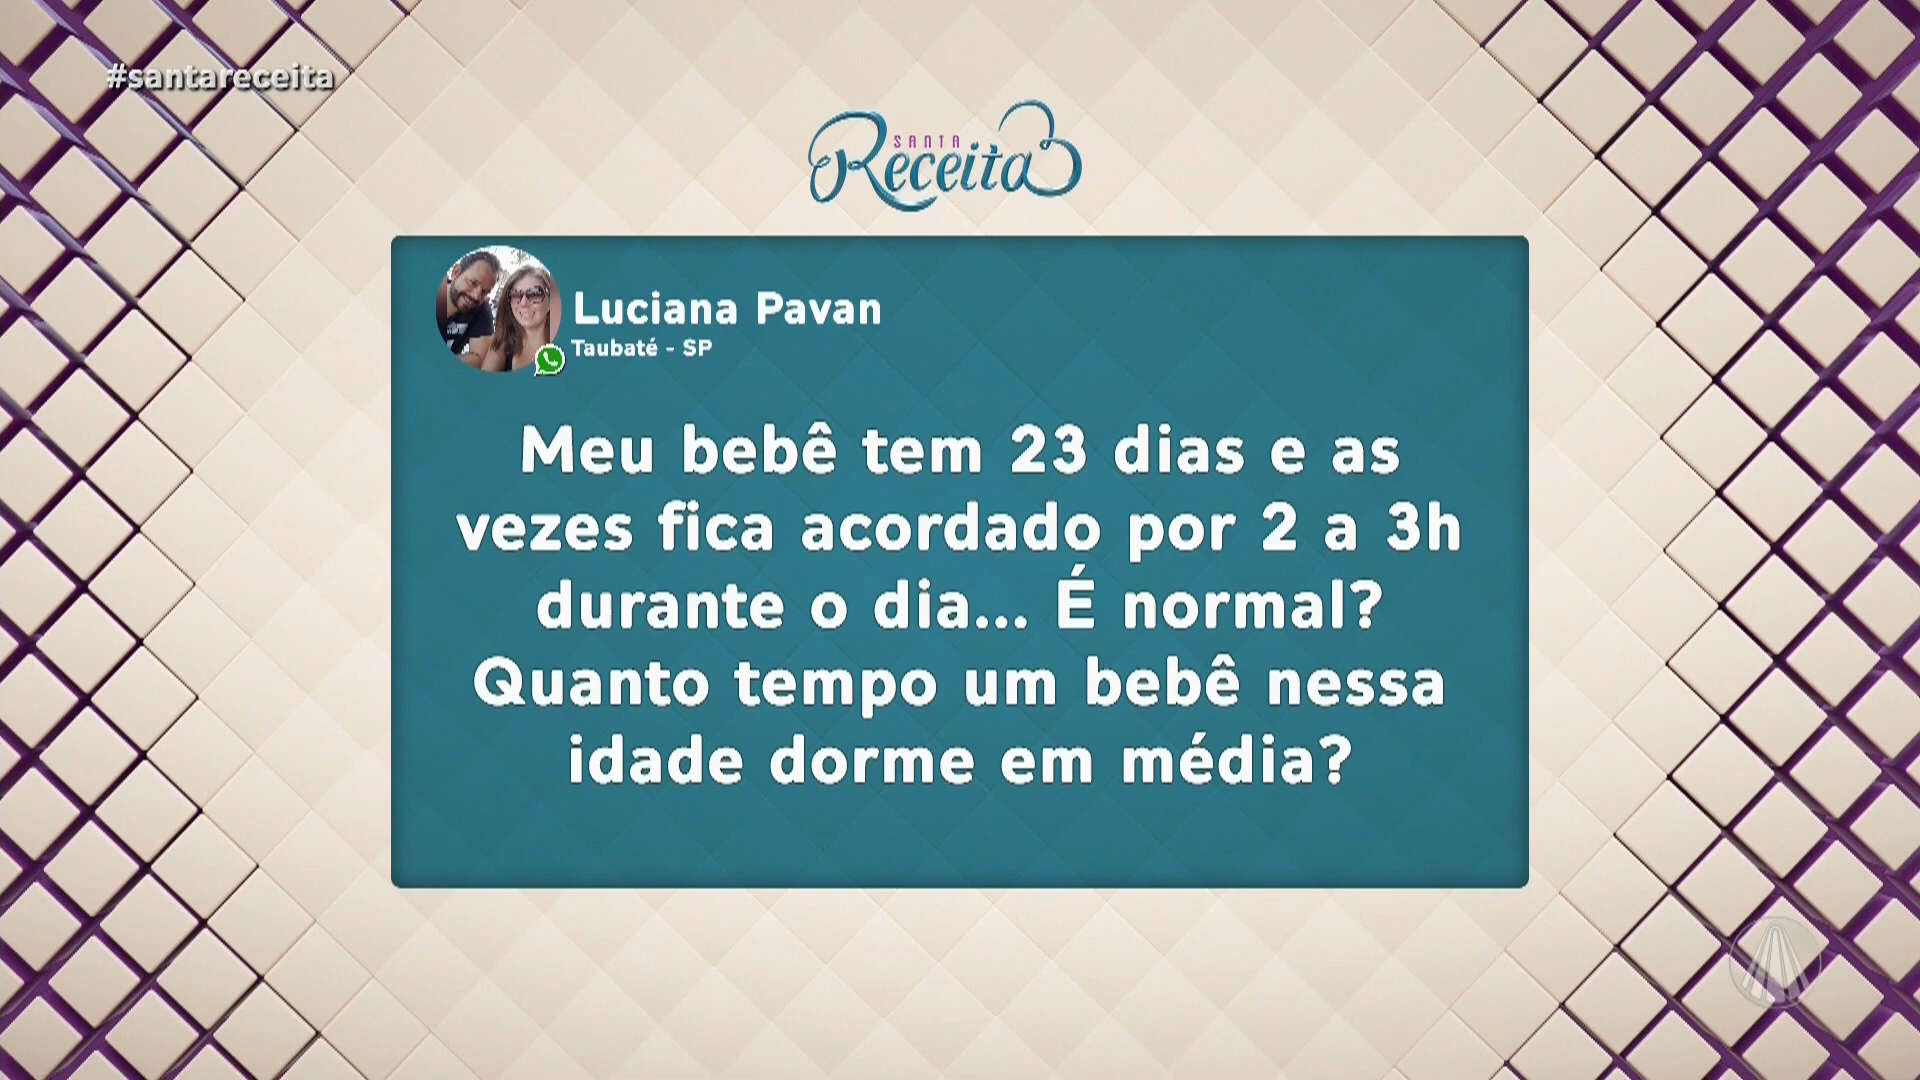 #santareceita
SANTA
Receita
Luciana Pavan
Taubaté - SP
Meu bebê tem 23 dias e as
vezes fica acordado por 2 a 3h
durante o dia... É normal?
Quanto tempo um bebê nessa
idade dorme em média?